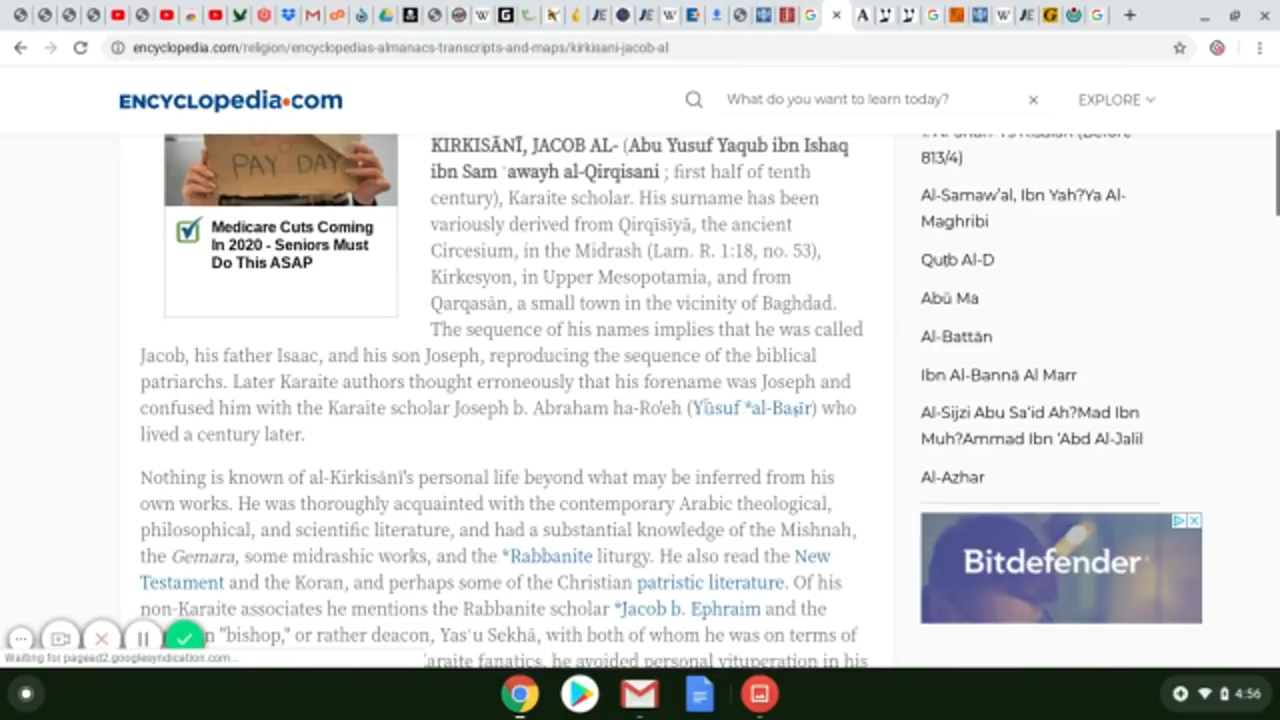 encyclopedia.com/religion/encyclopedias-almanacs-transcripts-and-maps/kirkisani-jacob-al
ENCYCLOPEDIA•COM
What do you want to learn today?
EXPLORE
PAY DAY
Medicare Cuts Coming
In 2020 - Seniors Must
Do This ASAP
KIRKISĀNĪ, JACOB AL- (Abu Yusuf Yaqub ibn Ishaq
ibn Sam ʿawayh al-Qirqisani ; first half of tenth
century), Karaite scholar. His surname has been
variously derived from Qirqīsīyā, the ancient
Circesium, in the Midrash (Lam. R. 1:18, no. 53),
Kirkesyon, in Upper Mesopotamia, and from
Qarqasān, a small town in the vicinity of Baghdad.
The sequence of his names implies that he was called
Jacob, his father Isaac, and his son Joseph, reproducing the sequence of the biblical
patriarchs. Later Karaite authors thought erroneously that his forename was Joseph and
confused him with the Karaite scholar Joseph b. Abraham ha-Ro'eh (Yūsuf *al-Baṣīr) who
lived a century later.
Nothing is known of al-Kirkisānī's personal life beyond what may be inferred from his
own works. He was thoroughly acquainted with the contemporary Arabic theological,
philosophical, and scientific literature, and had a substantial knowledge of the Mishnah,
the Gemara, some midrashic works, and the *Rabbanite liturgy. He also read the New
Testament and the Koran, and perhaps some of the Christian patristic literature. Of his
non-Karaite associates he mentions the Rabbanite scholar *Jacob b. Ephraim and the
"bishop," or rather deacon, Yasʿu Sekhā, with both of whom he was on terms of
fanatics, he avoided personal vituperation in his
813/4)
Al-Samawʼal, Ibn Yah?Ya Al-
Maghribi
Quṭb Al-D
Abū Ma
Al-Battān
Ibn Al-Bannā Al Marr
Al-Sijzi Abu Saʻid Ah?Mad Ibn
Muh?Ammad Ibn ʻAbd Al-Jalil
Al-Azhar
Bitdefender
Waiting for pagead2.googlesyndication.com...
4:56